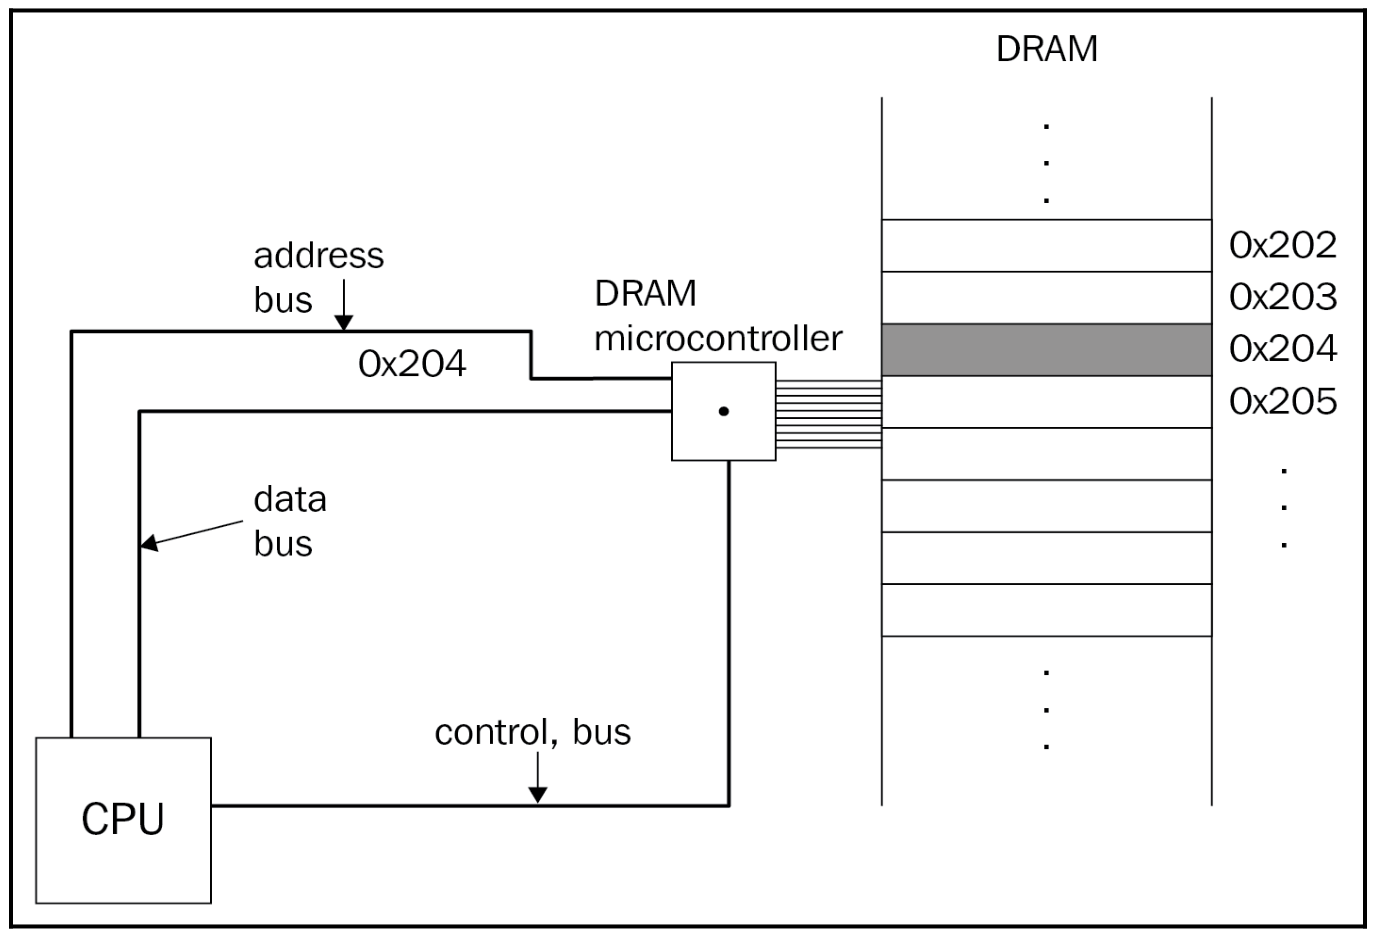 DRAM
address
bus
0x204
DRAM
microcontroller
0x202
0x203
0x204
0x205
data
bus
control, bus
CPU